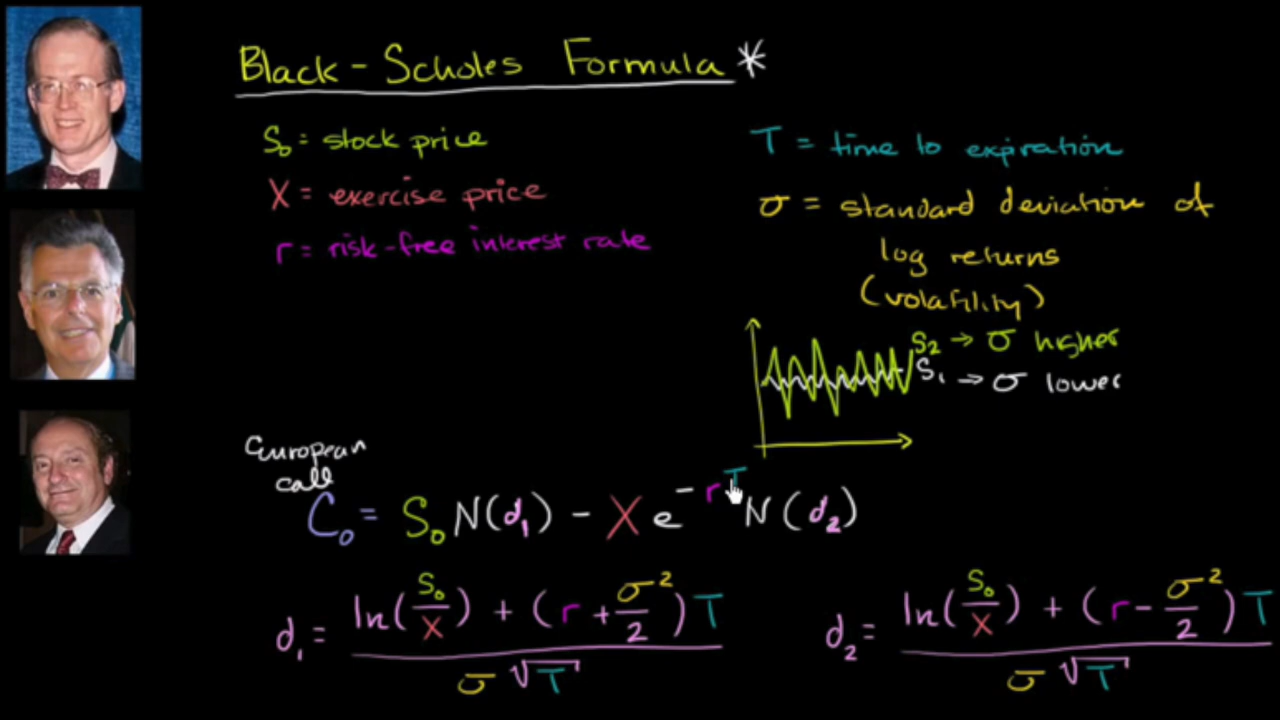 Black-Scholes Formula *
S₀ = stock price
X = exercise price
r = risk-free interest rate
T = time to expiration
σ = standard deviation of
log returns
(volatility)
S₂ → σ higher
S₁ → σ lower
European
call
C₀ = S₀ N(d₁) - X e^(-rT) N(d₂)
d₁ = (ln(S₀/X) + (r + σ²/2)T) / (σ√T)
d₂ = (ln(S₀/X) + (r - σ²/2)T) / (σ√T)